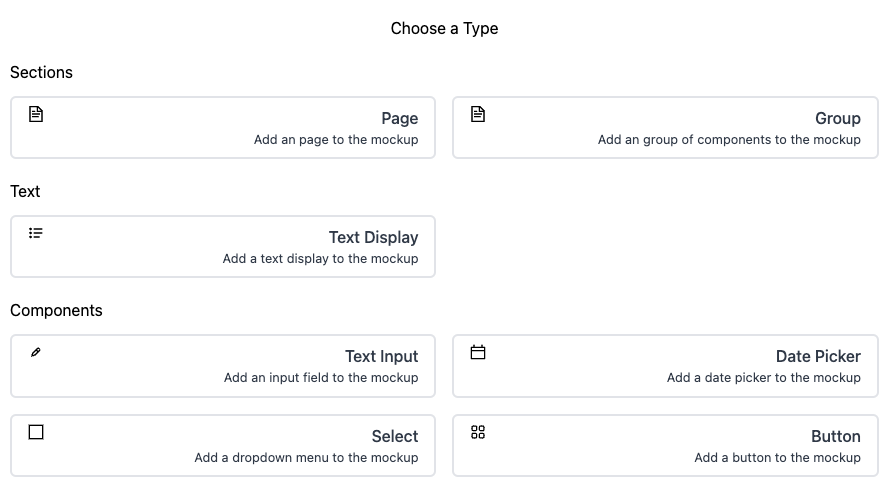 Choose a Type
Sections
Page
Add an page to the mockup
Group
Add an group of components to the mockup
Text
Text Display
Add a text display to the mockup
Components
Text Input
Add an input field to the mockup
Date Picker
Add a date picker to the mockup
Select
Add a dropdown menu to the mockup
Button
Add a button to the mockup